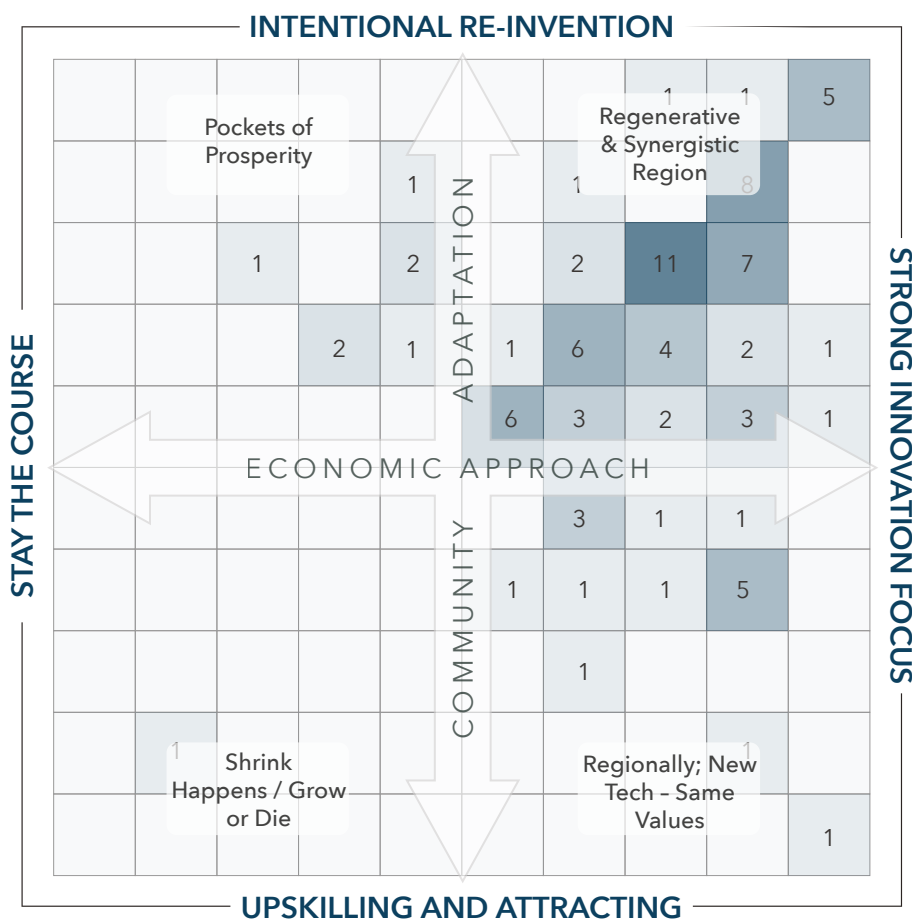 INTENTIONAL RE-INVENTION
1 1 5
Pockets of
Prosperity
Regenerative
& Synergistic
Region
1 1 8
1 2 2 11 7
2 1 1 6 4 2 1
6 3 2 3 1
ADAPTATION
STAY THE COURSE
ECONOMIC APPROACH
STRONG INNOVATION FOCUS
COMMUNITY
3 1 1
1 1 1 5
1
1 1
Shrink
Happens / Grow
or Die
Regionally; New
Tech – Same
Values
1
UPSKILLING AND ATTRACTING